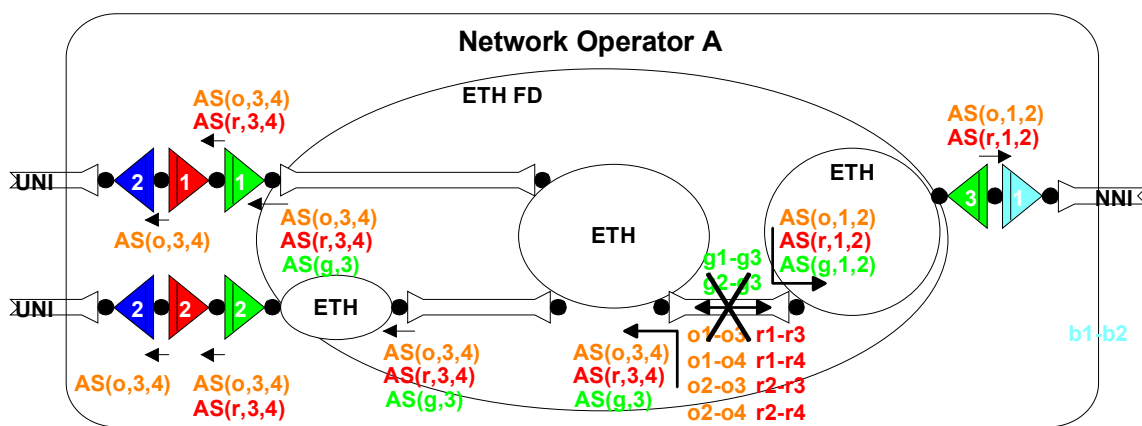 Network Operator A
ETH FD
AS(o,3,4)
AS(r,3,4)
AS(o,1,2)
AS(r,1,2)
ETH
UNI
2
1
1
3
1
NNI
AS(o,3,4)
AS(o,3,4)
AS(r,3,4)
AS(g,3)
ETH
AS(o,1,2)
AS(r,1,2)
AS(g,1,2)
g1-g3
g2-g3
UNI
2
2
2
ETH
o1-o3 r1-r3
o1-o4 r1-r4
o2-o3 r2-r3
o2-o4 r2-r4
b1-b2
AS(o,3,4)
AS(o,3,4)
AS(r,3,4)
AS(o,3,4)
AS(r,3,4)
AS(g,3)
AS(o,3,4)
AS(r,3,4)
AS(g,3)